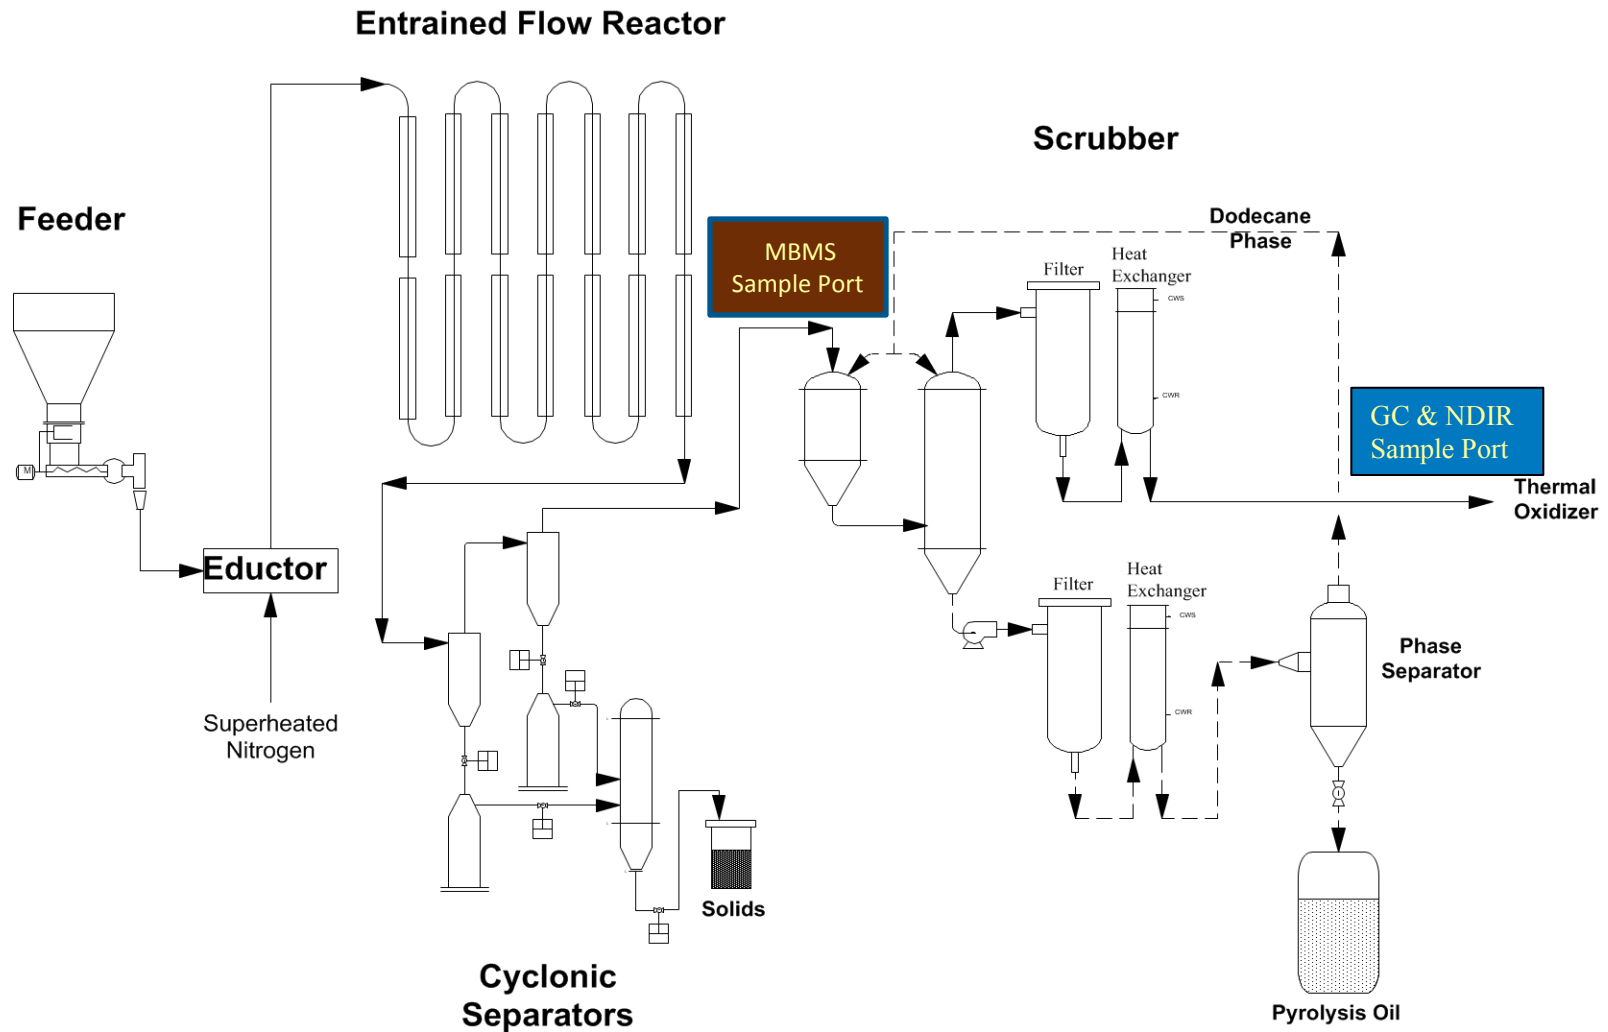 Entrained Flow Reactor
Scrubber
Feeder
Dodecane
Phase
MBMS
Sample Port
Filter
Heat
Exchanger
CWS
CWR
GC & NDIR
Sample Port
Thermal
Oxidizer
M
Eductor
Superheated
Nitrogen
Filter
Heat
Exchanger
CWS
CWR
Phase
Separator
Solids
Cyclonic
Separators
Pyrolysis Oil